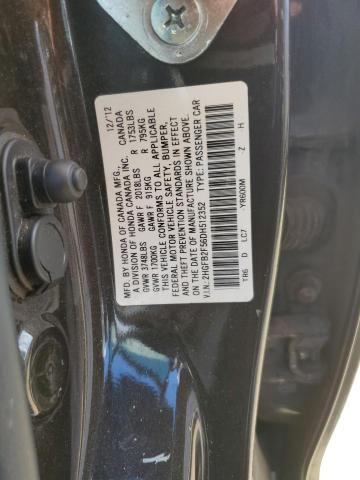 MFD. BY HONDA OF CANADA MFG. 12/12
A DIVISION OF HONDA CANADA INC. CANADA
GVWR 3748LBS GAWR F 2018LBS R 1753LBS
GVWR 1700KG GAWR F 915KG R 795KG
THIS VEHICLE CONFORMS TO ALL APPLICABLE
FEDERAL MOTOR VEHICLE SAFETY, BUMPER,
AND THEFT PREVENTION STANDARDS IN EFFECT
ON THE DATE OF MANUFACTURE SHOWN ABOVE.
V.I.N. 2HGFB2F56DH512352 TYPE: PASSENGER CAR
TR6 D LC7 YR600M Z H